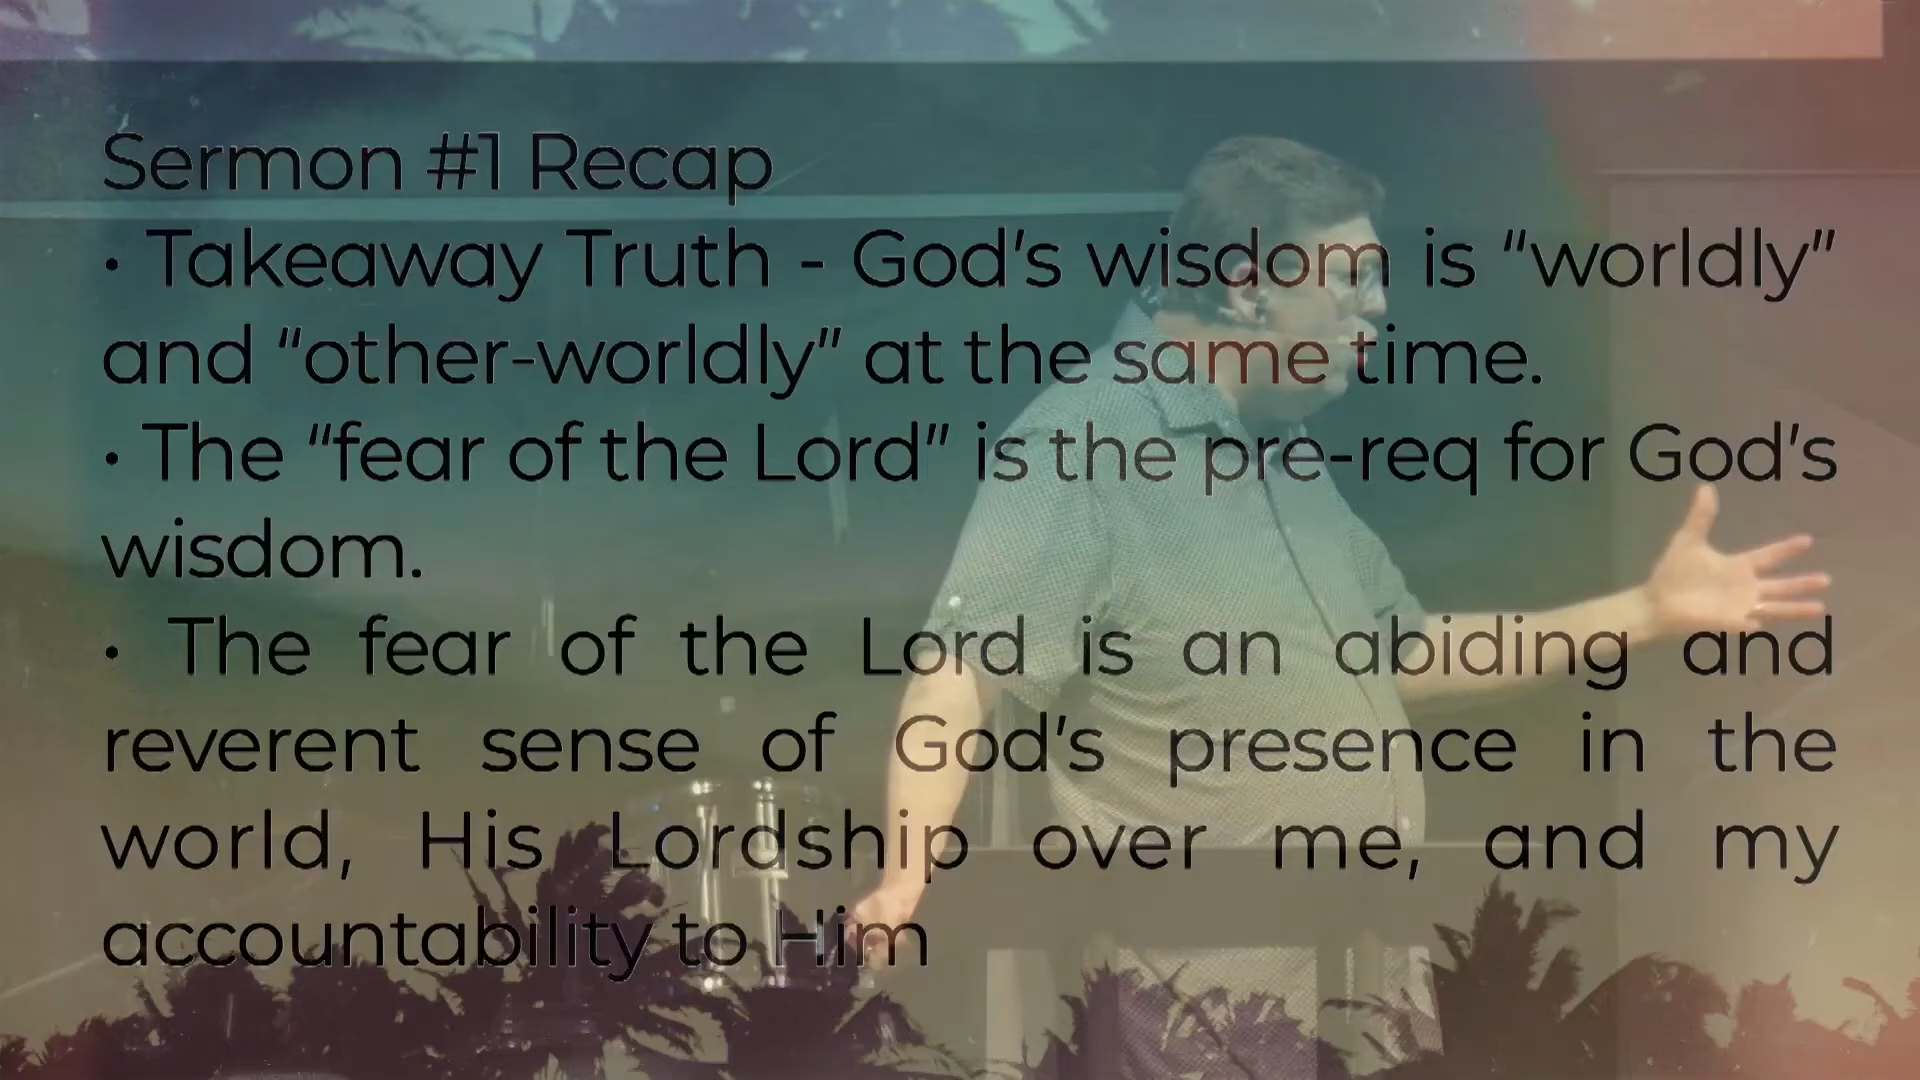 Sermon #1 Recap
• Takeaway Truth - God's wisdom is “worldly”
and “other-worldly” at the same time.
• The “fear of the Lord” is the pre-req for God's
wisdom.
• The fear of the Lord is an abiding and
reverent sense of God's presence in the
world, His Lordship over me, and my
accountability to Him